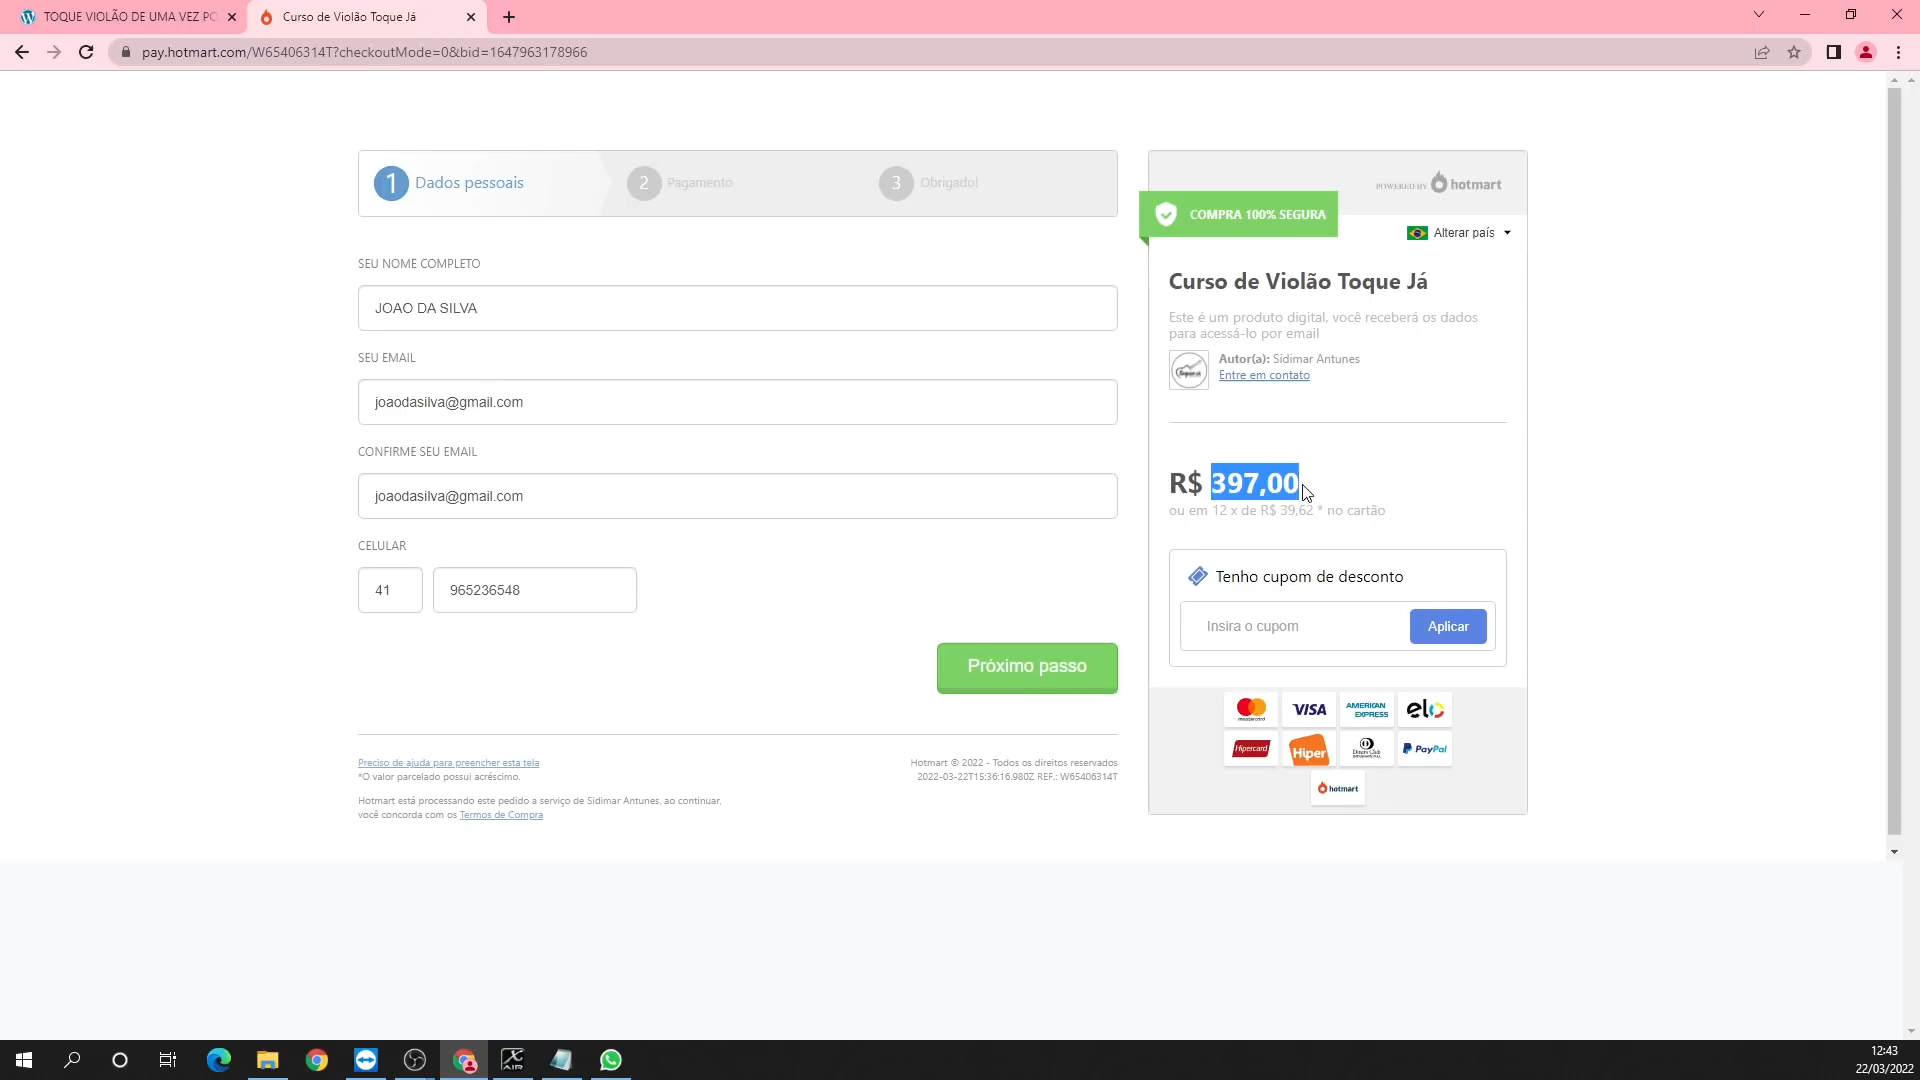 TOQUE VIOLÃO DE UMA VEZ PO
Curso de Violão Toque Já
pay.hotmart.com/W65406314T?checkoutMode=0&bid=1647963178966
1 Dados pessoais
2 Pagamento
3 Obrigado!
POWERED BY hotmart
COMPRA 100% SEGURA
Alterar país
SEU NOME COMPLETO
JOAO DA SILVA
SEU EMAIL
joaodasilva@gmail.com
CONFIRME SEU EMAIL
joaodasilva@gmail.com
CELULAR
41 965236548
Próximo passo
Curso de Violão Toque Já
Este é um produto digital, você receberá os dados
para acessá-lo por email
Autor(a): Sidimar Antunes
Entre em contato
R$ 397,00
ou em 12 x de R$ 39,62 * no cartão
Tenho cupom de desconto
Insira o cupom
Aplicar
mastercard VISA AMERICAN EXPRESS elo
Hipercard Hiper Diners Club PayPal
hotmart
Preciso de ajuda para preencher esta tela
*O valor parcelado possui acréscimo.
Hotmart © 2022 - Todos os direitos reservados
2022-03-22T15:36:16.980Z REF.: W65406314T
Hotmart está processando este pedido a serviço de Sidimar Antunes, ao continuar,
você concorda com os Termos de Compra
X AIR
12:43
22/03/2022